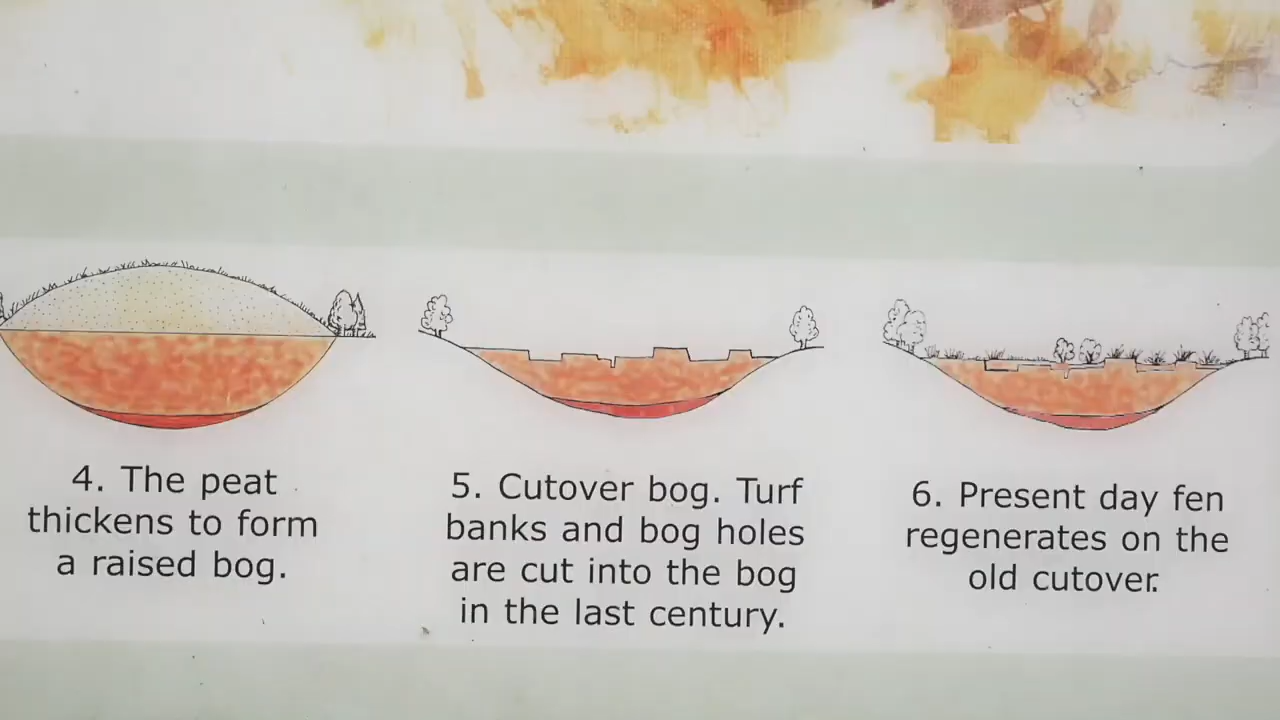 4. The peat
thickens to form
a raised bog.
5. Cutover bog. Turf
banks and bog holes
are cut into the bog
in the last century.
6. Present day fen
regenerates on the
old cutover.